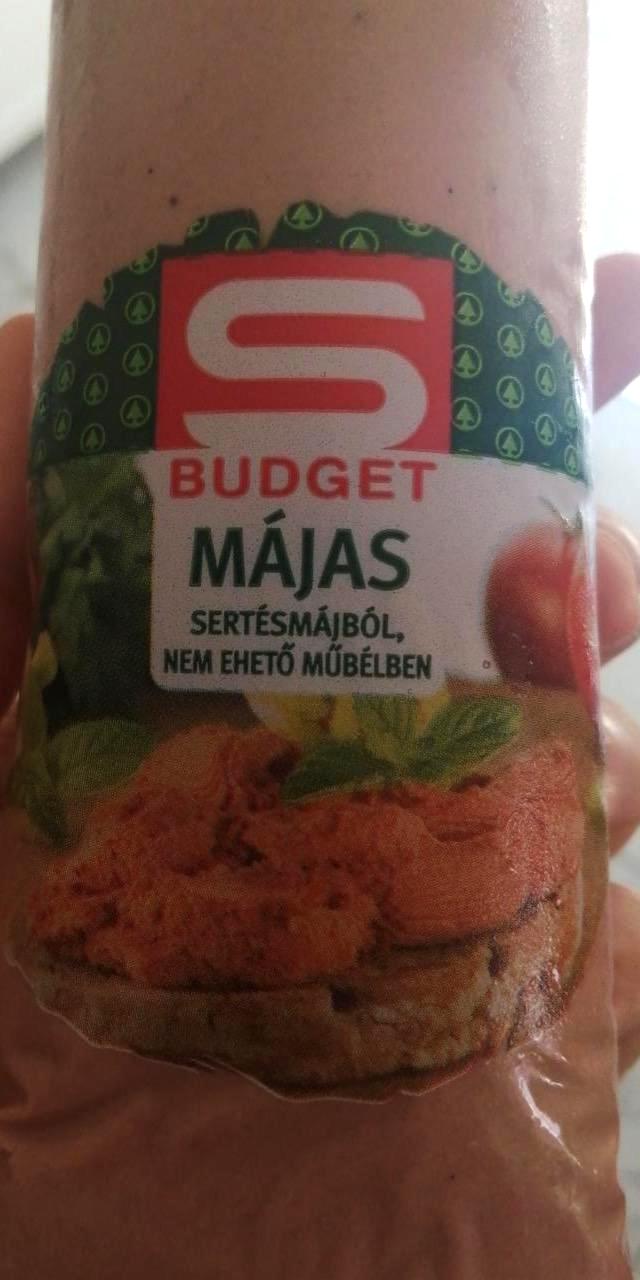 S
BUDGET
MÁJAS
SERTÉSMÁJBÓL,
NEM EHETŐ MŰBÉLBEN